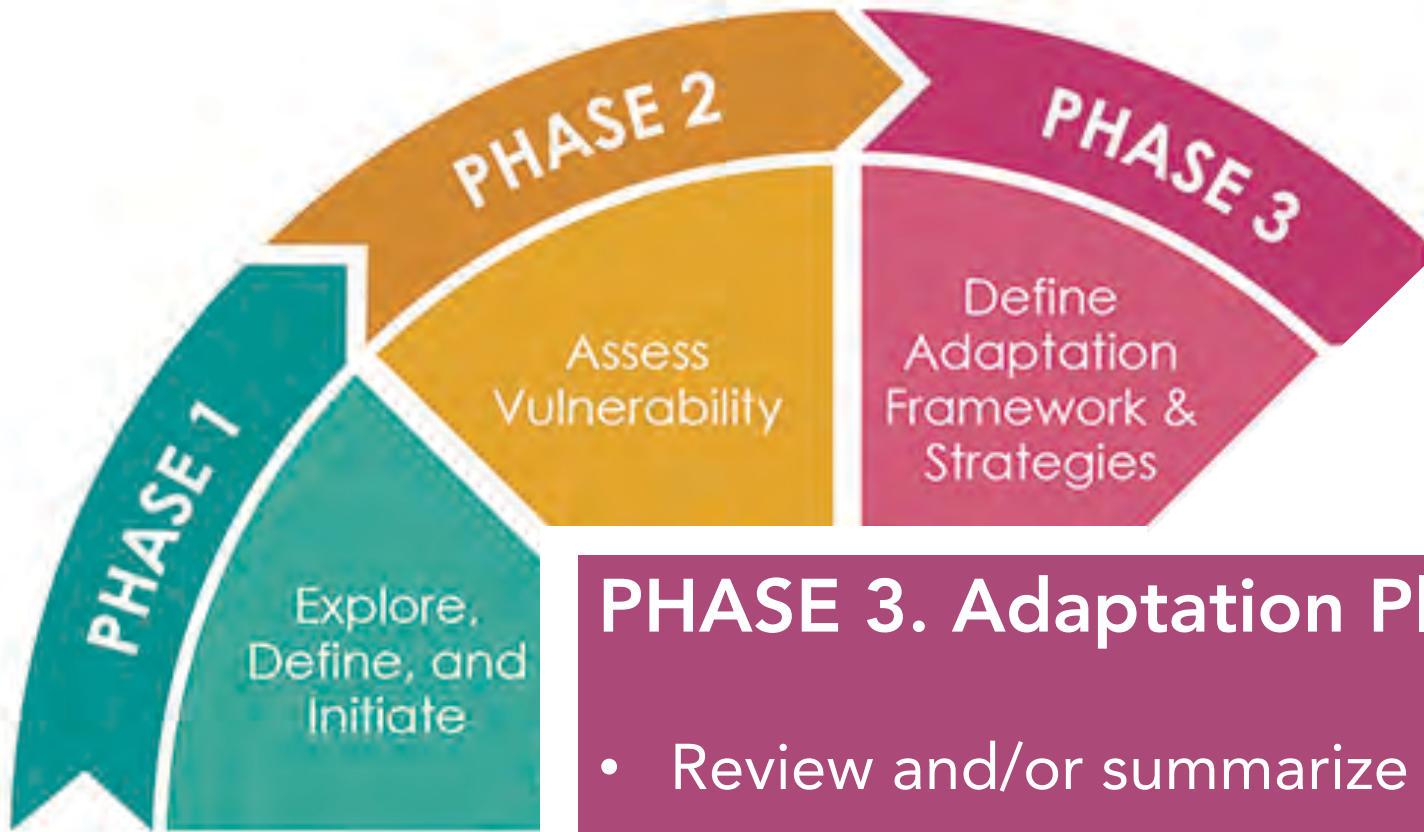 PHASE 1
Explore,
Define, and
Initiate
PHASE 2
Assess
Vulnerability
PHASE 3
Define
Adaptation
Framework &
Strategies
PHASE 3. Adaptation
• Review and/or summarize